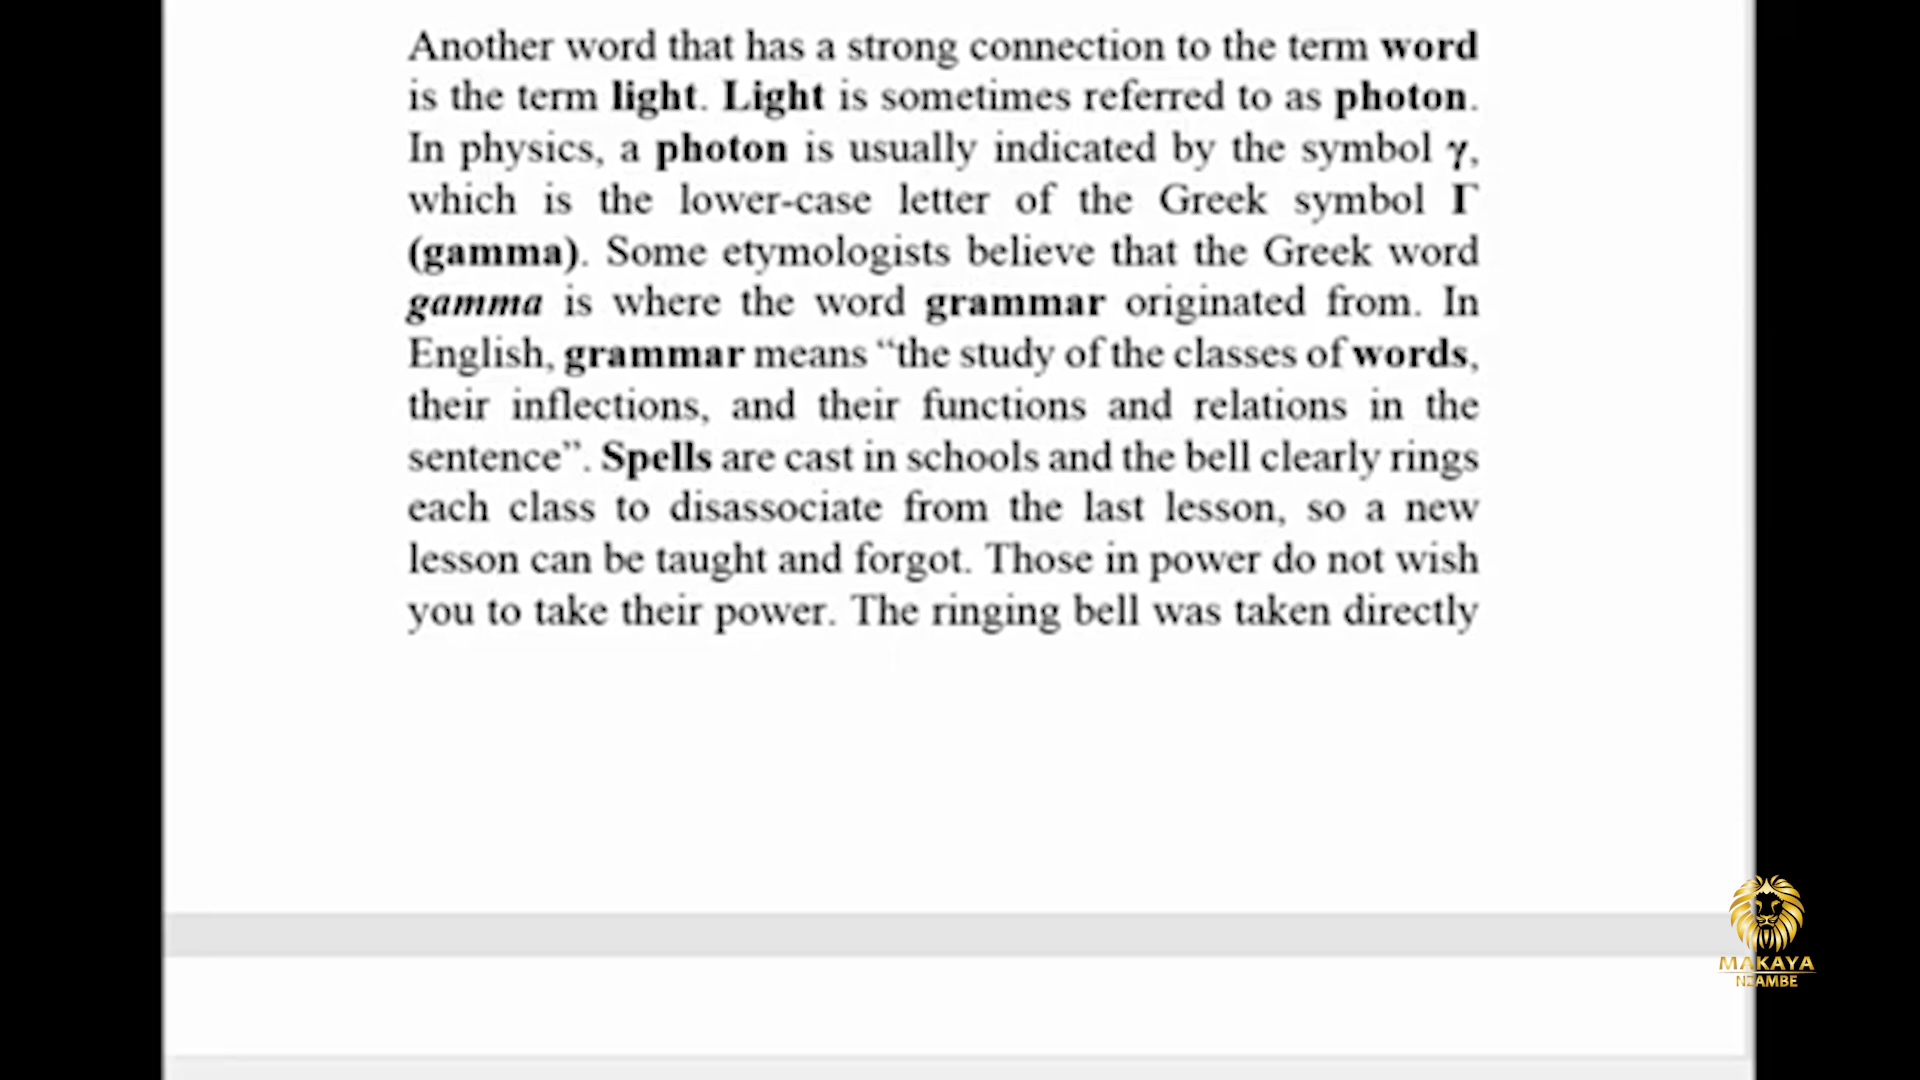 Another word that has a strong connection to the term word
is the term light. Light is sometimes referred to as photon.
In physics, a photon is usually indicated by the symbol γ,
which is the lower-case letter of the Greek symbol Γ
(gamma). Some etymologists believe that the Greek word
gamma is where the word grammar originated from. In
English, grammar means “the study of the classes of words,
their inflections, and their functions and relations in the
sentence”. Spells are cast in schools and the bell clearly rings
each class to disassociate from the last lesson, so a new
lesson can be taught and forgot. Those in power do not wish
you to take their power. The ringing bell was taken directly
MAKAYA
NZAMBE